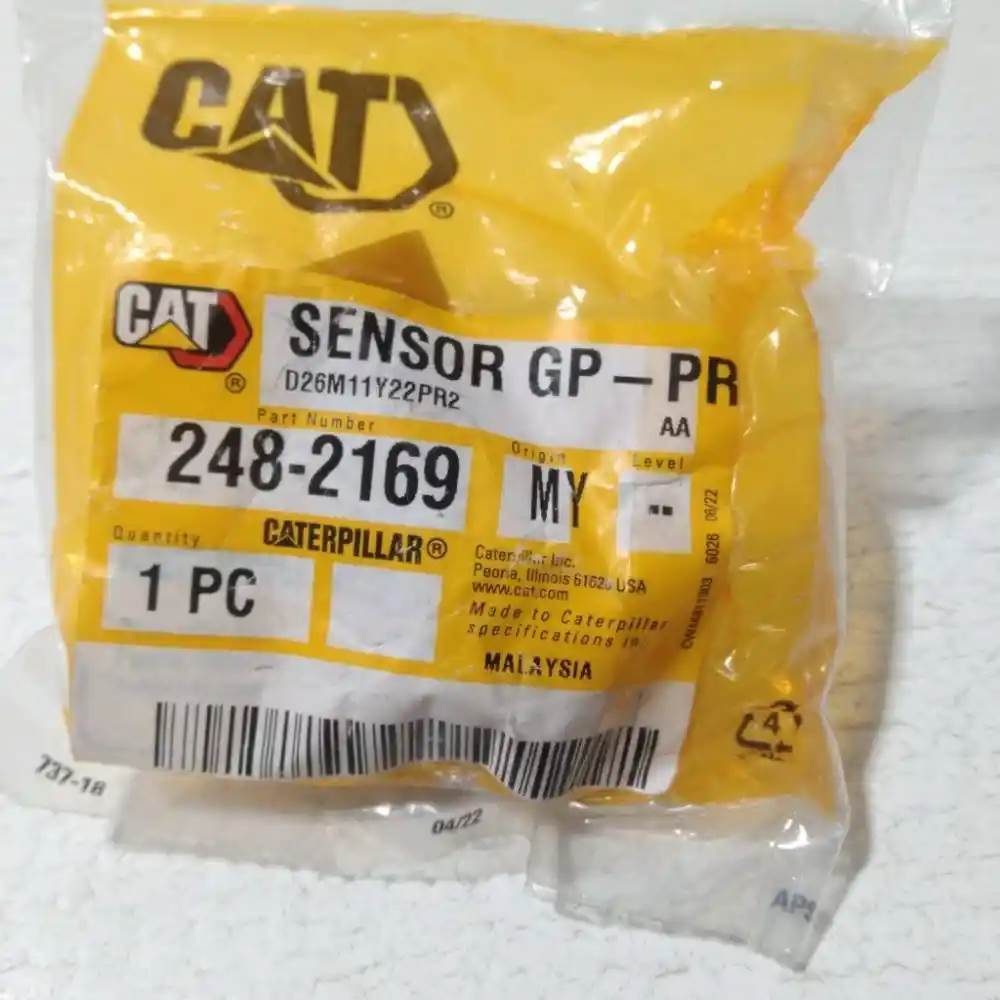 CAT®
CAT®
SENSOR GP – PR
D26M11Y22PR2
AA
Part Number
248-2169
Origin
MY
Level
--
Quantity
1 PC
CATERPILLAR®
Caterpillar Inc.
Peoria, Illinois USA
www.cat.com
Made to Caterpillar
specifications in
MALAYSIA
6026 06/22
4
737-18
04/22